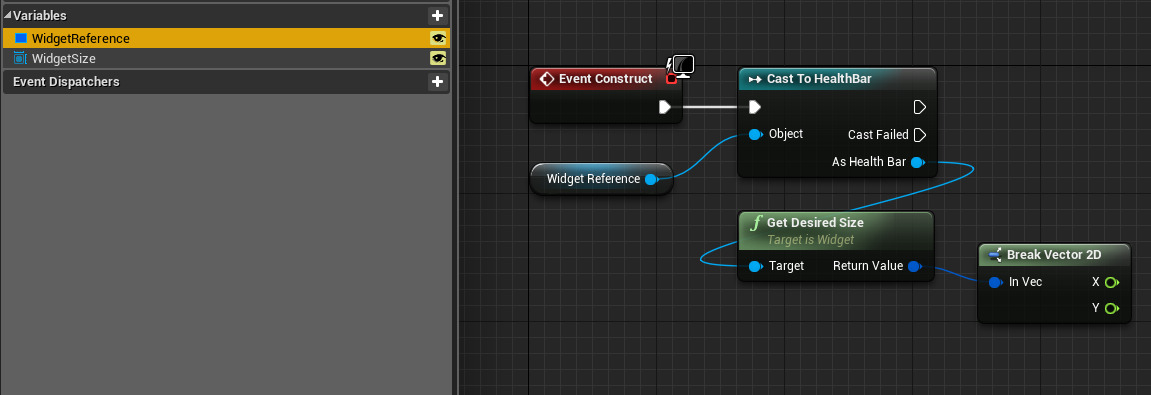 Variables
WidgetReference
WidgetSize
Event Dispatchers
Event Construct
Cast To HealthBar
Object
Cast Failed
As Health Bar
Widget Reference
f Get Desired Size
Target is Widget
Target
Return Value
Break Vector 2D
In Vec
X
Y